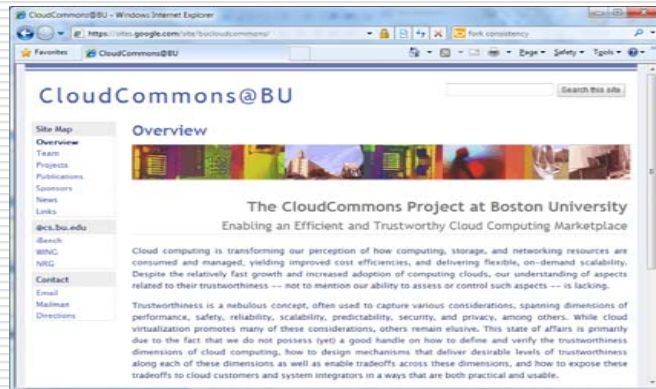 CloudCommons@BU - Windows Internet Explorer
https://sites.google.com/site/bucloudcommons/
fork consistency
Favorites CloudCommons@BU Page Safety Tools
CloudCommons@BU
Search this site
Site Map
Overview
Team
Projects
Publications
Sponsors
News
Links
@cs.bu.edu
iBench
WING
NRG
Contact
Email
Mailman
Directions
Overview
The CloudCommons Project at Boston University
Enabling an Efficient and Trustworthy Cloud Computing Marketplace
Cloud computing is transforming our perception of how computing, storage, and networking resources are
consumed and managed, yielding improved cost efficiencies, and delivering flexible, on-demand scalability.
Despite the relatively fast growth and increased adoption of computing clouds, our understanding of aspects
related to their trustworthiness -- not to mention our ability to assess or control such aspects -- is lacking.
Trustworthiness is a nebulous concept, often used to capture various considerations, spanning dimensions of
performance, safety, reliability, scalability, predictability, security, and privacy, among others. While cloud
virtualization promotes many of these considerations, others remain elusive. This state of affairs is primarily
due to the fact that we do not possess (yet) a good handle on how to define and verify the trustworthiness
dimensions of cloud computing, how to design mechanisms that deliver desirable levels of trustworthiness
along each of these dimensions as well as enable tradeoffs across these dimensions, and how to expose these
tradeoffs to cloud customers and system integrators in a ways that are both practical and usable.